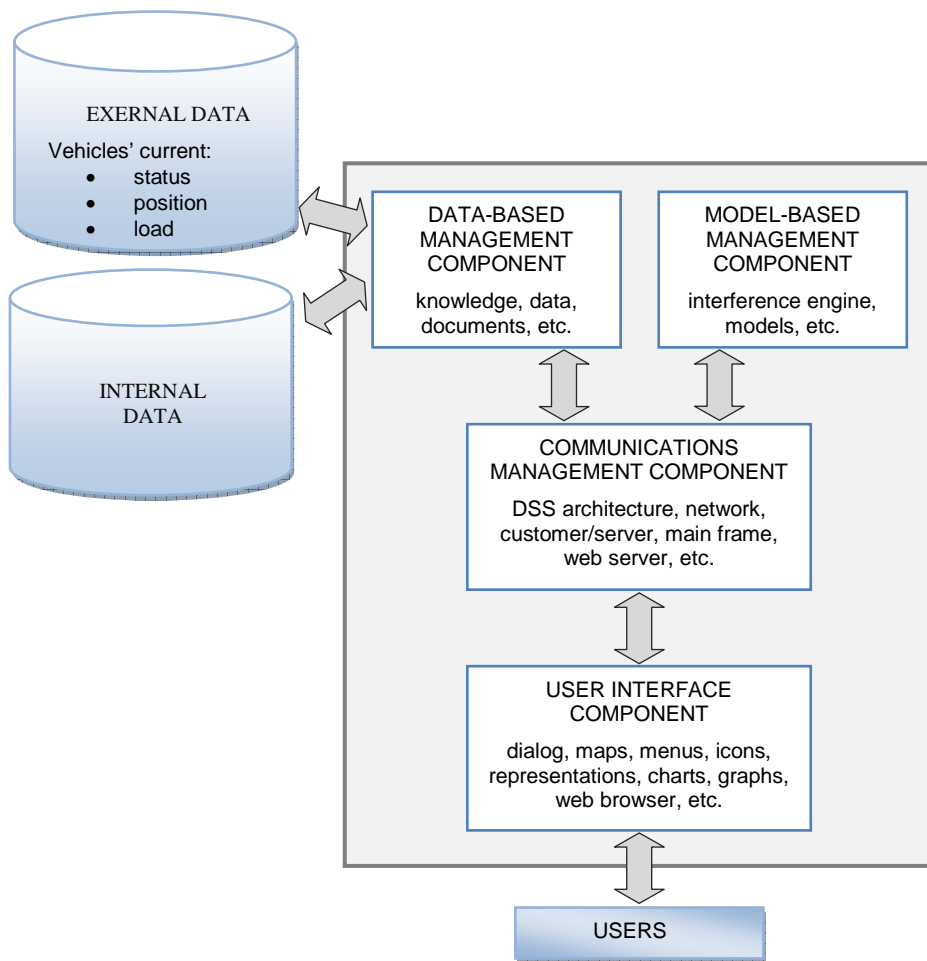 EXERNAL DATA
Vehicles' current:
• status
• position
• load
INTERNAL
DATA
DATA-BASED
MANAGEMENT
COMPONENT
knowledge, data,
documents, etc.
MODEL-BASED
MANAGEMENT
COMPONENT
interference engine,
models, etc.
COMMUNICATIONS
MANAGEMENT COMPONENT
DSS architecture, network,
customer/server, main frame,
web server, etc.
USER INTERFACE
COMPONENT
dialog, maps, menus, icons,
representations, charts, graphs,
web browser, etc.
USERS